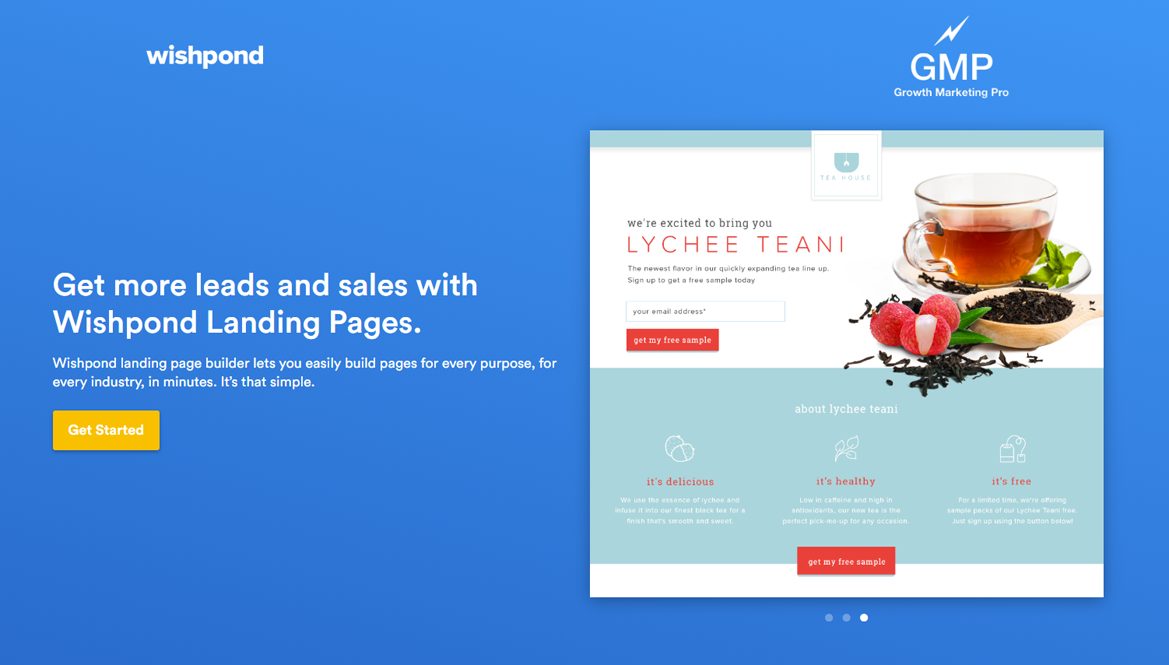 wishpond
GMP
Growth Marketing Pro
Get more leads and sales with
Wishpond Landing Pages.
Wishpond landing page builder lets you easily build pages for every purpose, for
every industry, in minutes. It's that simple.
Get Started
TEA HOUSE
we're excited to bring you
LYCHEE TEANI
The newest flavor in our quickly expanding tea line up.
Sign up to get a free sample today
your email address*
get my free sample
about lychee teani
it's delicious
We use the essence of lychee and
infuse it into our finest black tea for a
finish that's smooth and sweet.
it's healthy
Low in caffeine and high in
antioxidants, our new tea is the
perfect pick-me-up for any occasion.
it's free
For a limited time, we're offering
sample packs of our Lychee Teani free.
Just sign up using the button below!
get my free sample